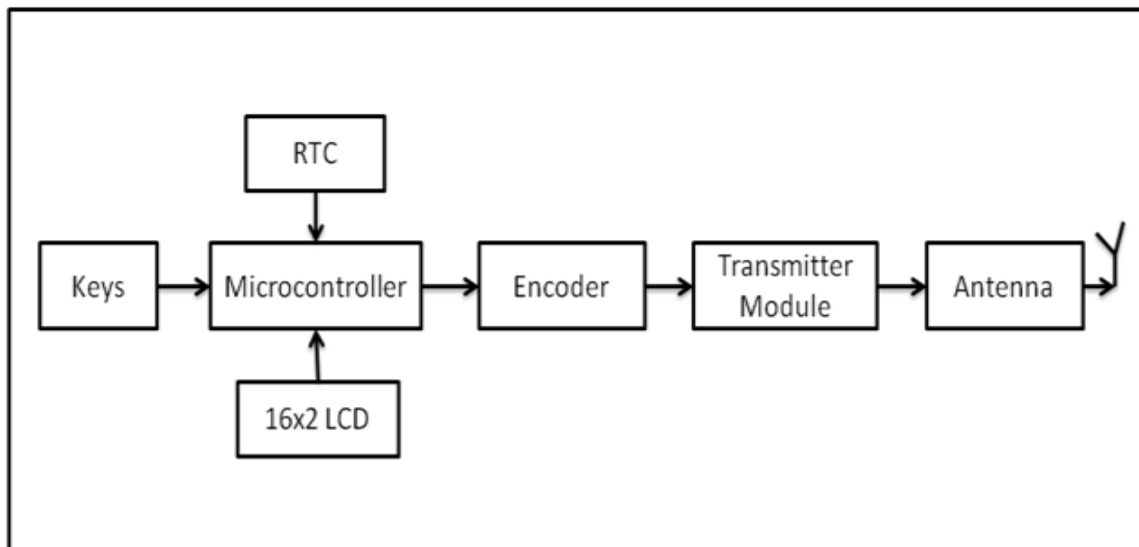 RTC
Keys
Microcontroller
Encoder
Transmitter
Module
Antenna
16x2 LCD